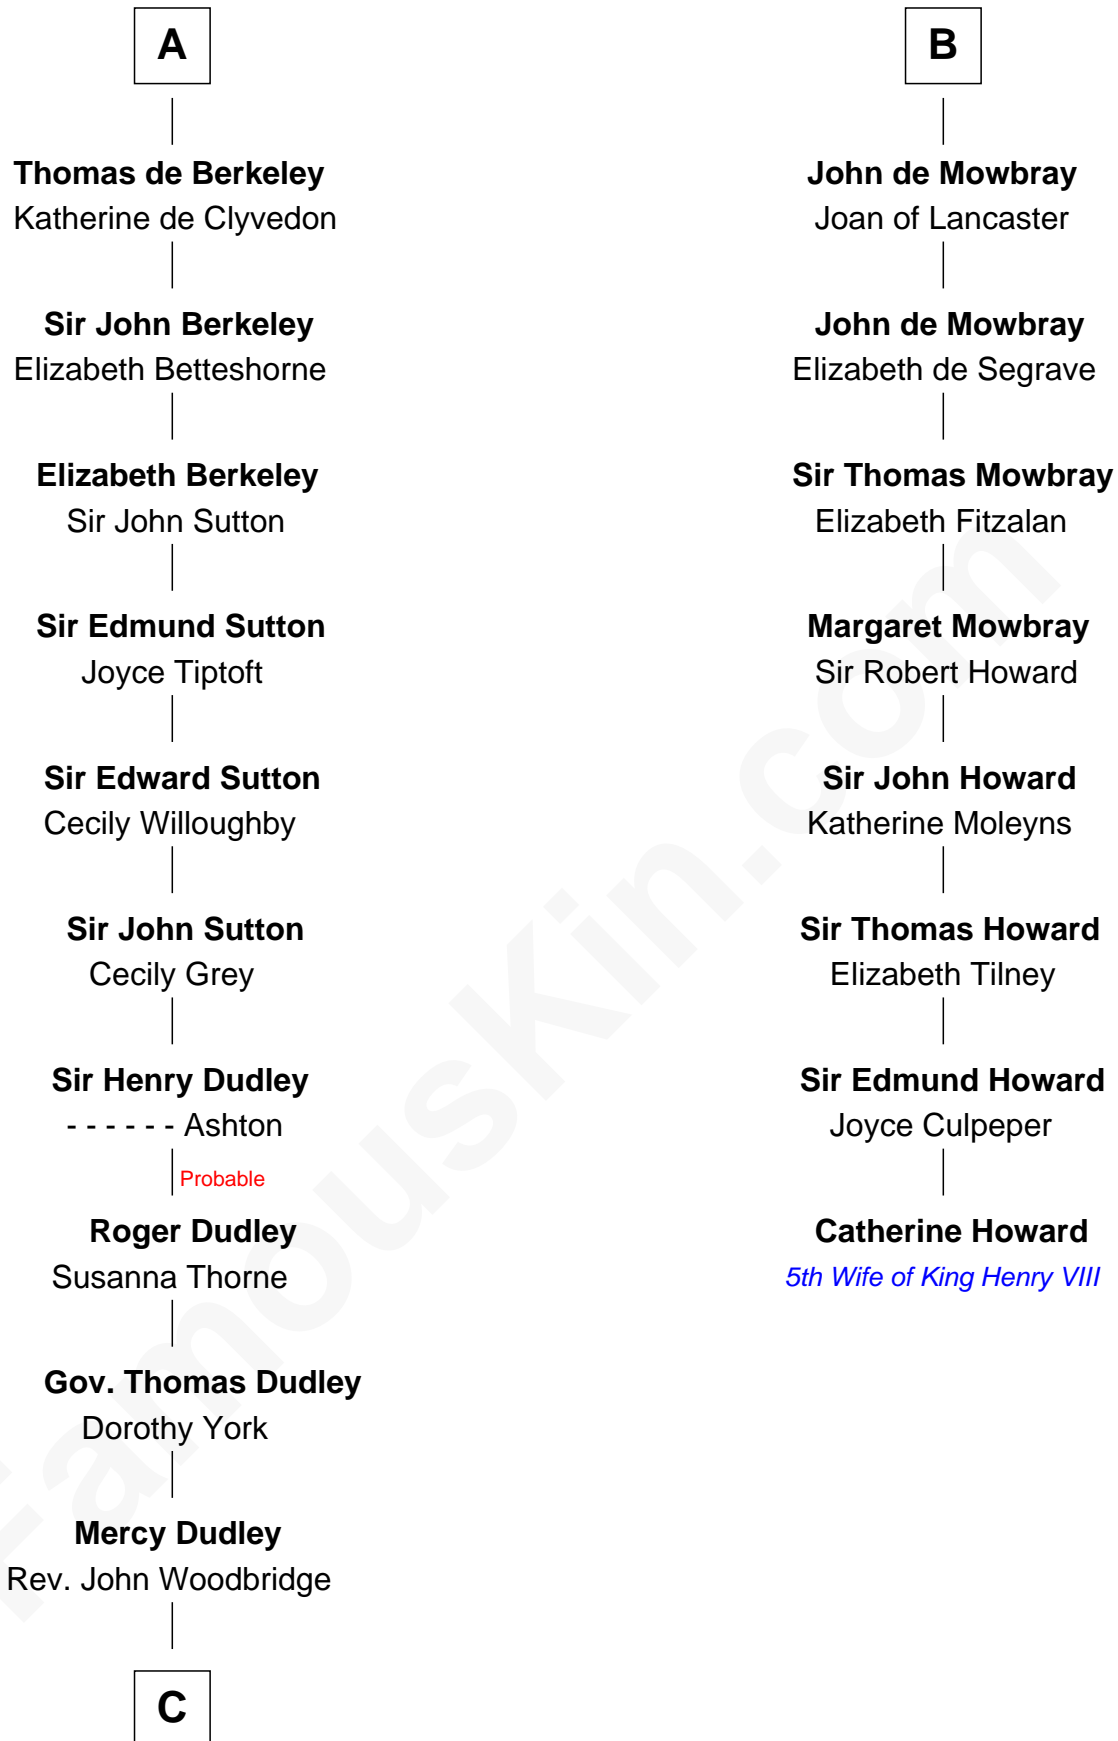 A
Thomas de Berkeley
Katherine de Clyvedon
Sir John Berkeley
Elizabeth Betteshorne
Elizabeth Berkeley
Sir John Sutton
Sir Edmund Sutton
Joyce Tiptoft
Sir Edward Sutton
Cecily Willoughby
Sir John Sutton
Cecily Grey
Sir Henry Dudley
- - - - - - Ashton
Probable
Roger Dudley
Susanna Thorne
Gov. Thomas Dudley
Dorothy York
Mercy Dudley
Rev. John Woodbridge
C
B
John de Mowbray
Joan of Lancaster
John de Mowbray
Elizabeth de Segrave
Sir Thomas Mowbray
Elizabeth Fitzalan
Margaret Mowbray
Sir Robert Howard
Sir John Howard
Katherine Moleyns
Sir Thomas Howard
Elizabeth Tilney
Sir Edmund Howard
Joyce Culpeper
Catherine Howard
5th Wife of King Henry VIII
FamousKin.com